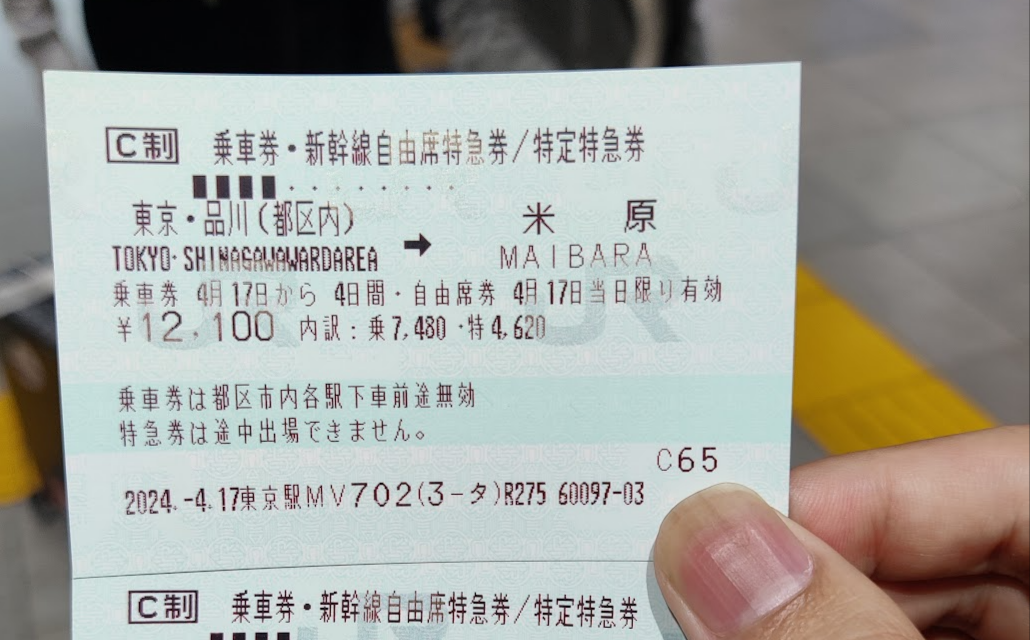 C制 乗車券・新幹線自由席特急券/特定特急券
東京・品川(都区内) ➡ 米原
TOKYO・SHINAGAWAWARDAREA MAIBARA
乗車券 4月17日から 4日間・自由席券 4月17日当日限り有効
¥12,100 内訳:乗7,480・特4,620
乗車券は都区市内各駅下車前途無効
特急券は途中出場できません。
C65
2024.-4.17東京駅MV702(3-タ)R275 60097-03
C制 乗車券・新幹線自由席特急券/特定特急券